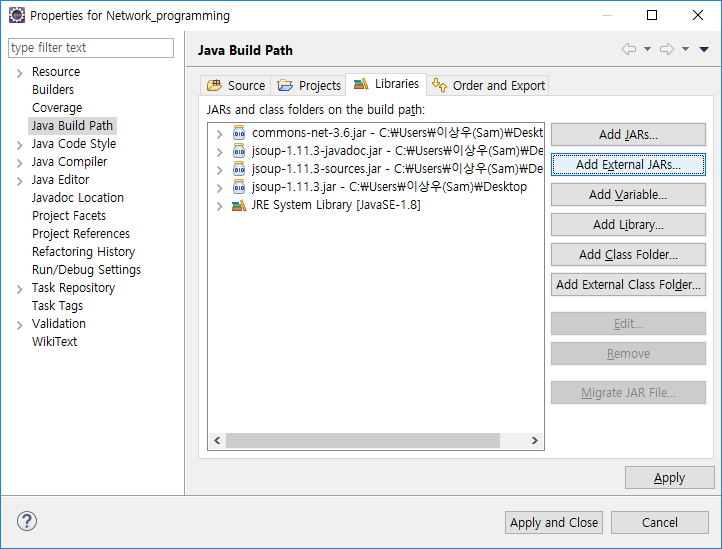 Properties for Network_programming
type filter text
Resource
Builders
Coverage
Java Build Path
Java Code Style
Java Compiler
Java Editor
Javadoc Location
Project Facets
Project References
Refactoring History
Run/Debug Settings
Task Repository
Task Tags
Validation
WikiText
Java Build Path
Source Projects Libraries Order and Export
JARs and class folders on the build path:
commons-net-3.6.jar - C:₩Users₩이상우(Sam)₩Deskt
jsoup-1.11.3-javadoc.jar - C:₩Users₩이상우(Sam)₩De
jsoup-1.11.3-sources.jar - C:₩Users₩이상우(Sam)₩De
jsoup-1.11.3.jar - C:₩Users₩이상우(Sam)₩Desktop
JRE System Library [JavaSE-1.8]
Add JARs...
Add External JARs...
Add Variable...
Add Library...
Add Class Folder...
Add External Class Folder...
Edit...
Remove
Migrate JAR File...
Apply
?
Apply and Close Cancel